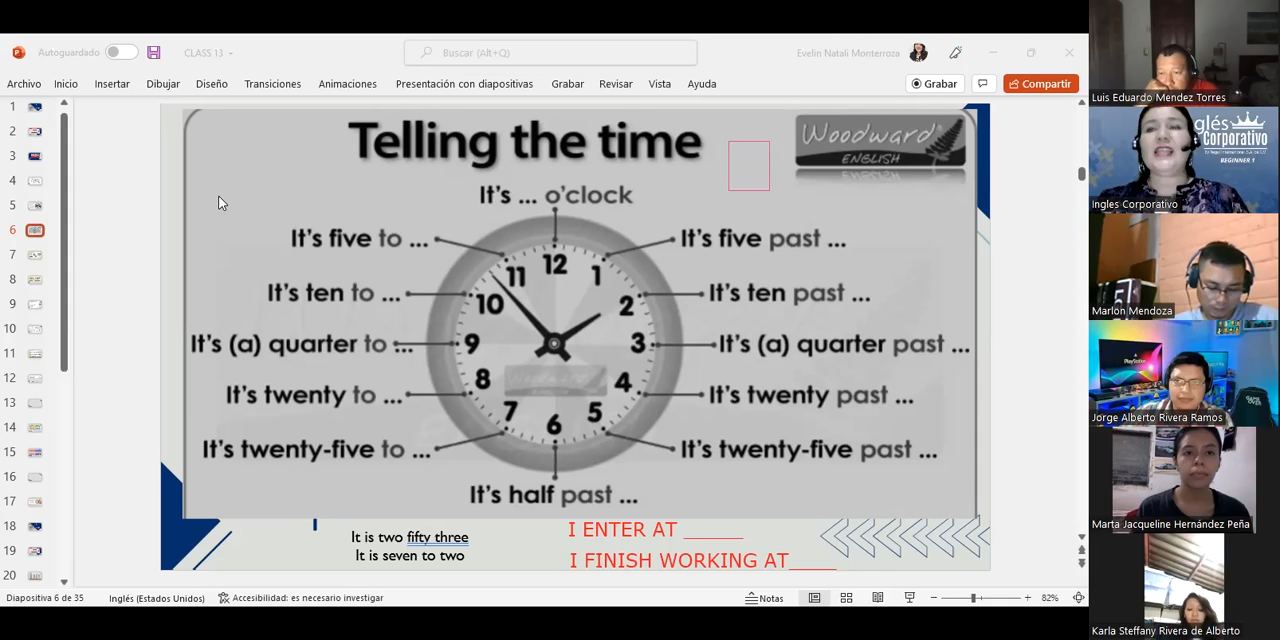 Autoguardado
CLASS 13
Buscar (Alt+Q)
Evelin Natali Monterroza
Archivo Inicio Insertar Dibujar Diseño Transiciones Animaciones Presentación con diapositivas Grabar Revisar Vista Ayuda
Grabar
Compartir
1
2
3
4
5
6
7
8
9
10
11
12
13
14
15
16
17
18
19
20
Telling the time
Woodward
ENGLISH
It's ... o'clock
It's five to ...
It's five past ...
It's ten to ...
It's ten past ...
It's (a) quarter to ...
It's (a) quarter past ...
It's twenty to ...
It's twenty past ...
It's twenty-five to ...
It's twenty-five past ...
It's half past ...
12
1
2
3
4
5
6
7
8
9
10
11
It is two fifty three
It is seven to two
I ENTER AT ______
I FINISH WORKING AT_____
Diapositiva 6 de 35
Inglés (Estados Unidos)
Accesibilidad: es necesario investigar
Notas
82%
Luis Eduardo Mendez Torres
glés
Corporativo
BEGINNER 1
Ingles Corporativo
Marlon Mendoza
PlayStation
GAME OVER
Jorge Alberto Rivera Ramos
Marta Jacqueline Hernández Peña
Karla Steffany Rivera de Alberto